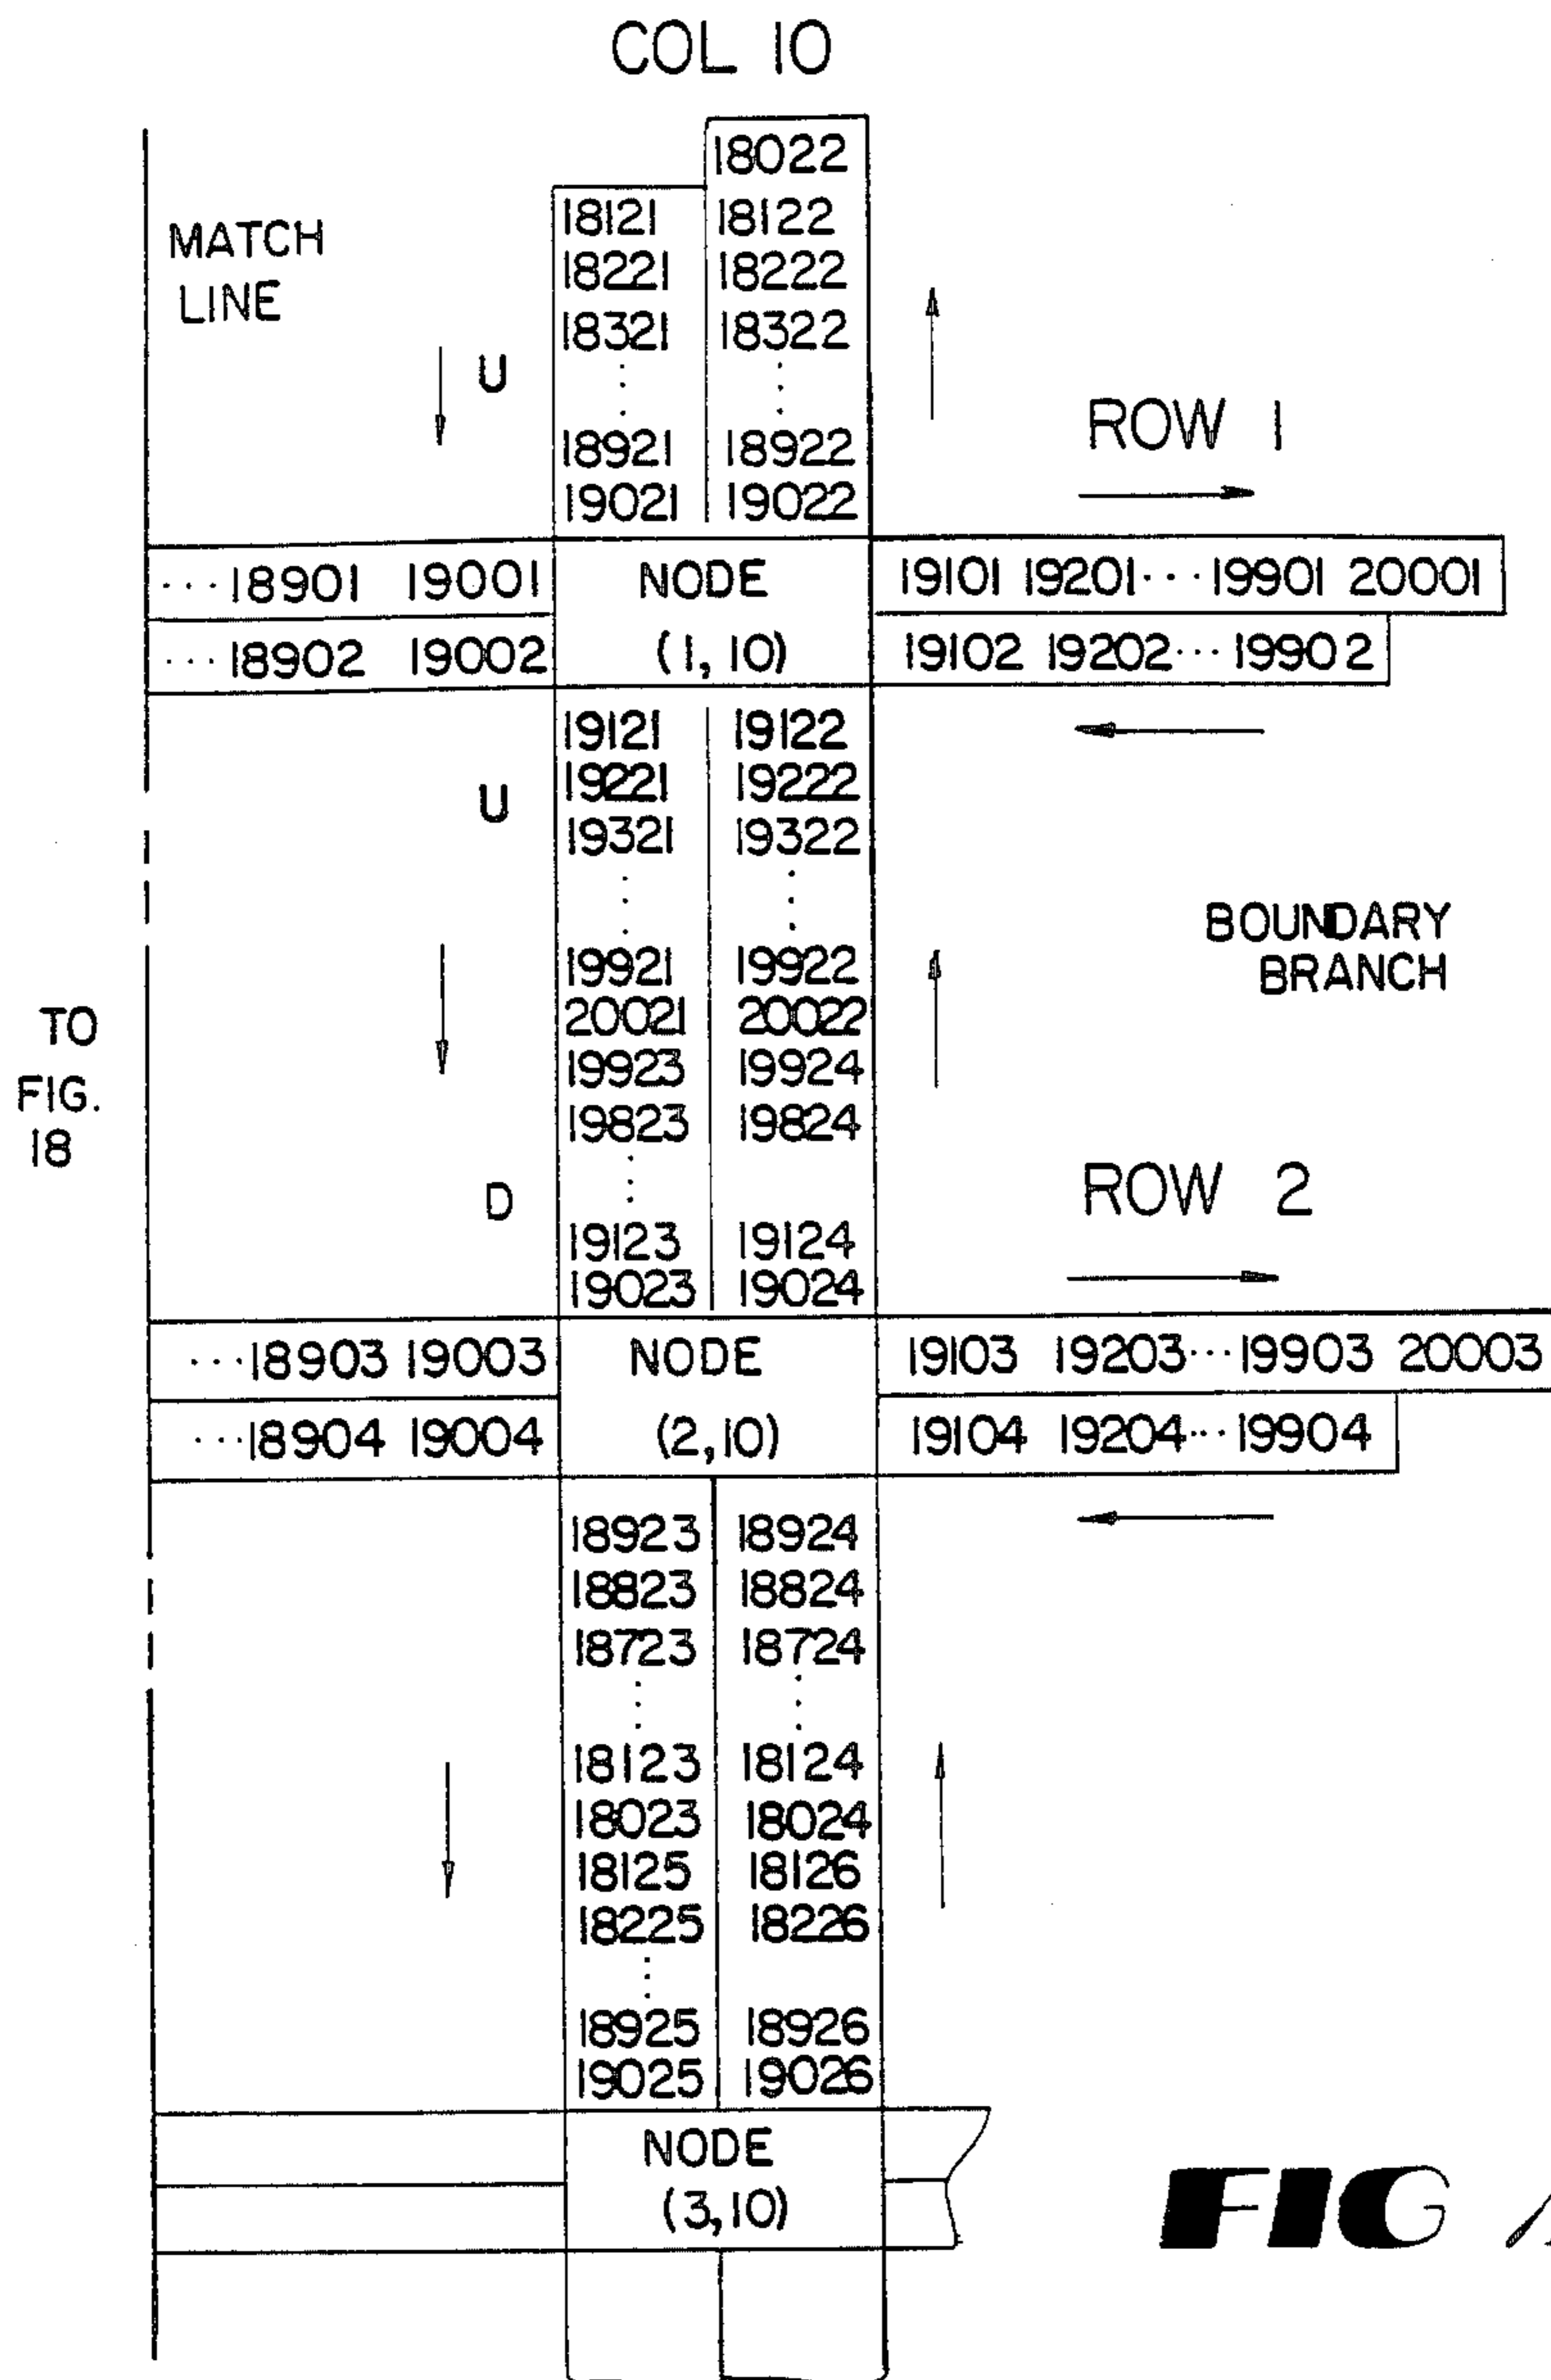 COL 10
18022
MATCH
LINE
18121 18122
18221 18222
18321 18322
U
18921 18922
19021 19022
ROW 1
...18901 19001 NODE 19101 19201...19901 20001
...18902 19002 (1,10) 19102 19202...19902
19121 19122
19221 19222
U
19321 19322
BOUNDARY
BRANCH
19921 19922
20021 20022
19923 19924
19823 19824
TO
FIG.
18
D
ROW 2
19123 19124
19023 19024
...18903 19003 NODE 19103 19203...19903 20003
...18904 19004 (2,10) 19104 19204...19904
18923 18924
18823 18824
18723 18724
18123 18124
18023 18024
18125 18126
18225 18226
18925 18926
19025 19026
NODE
(3,10)
FIG